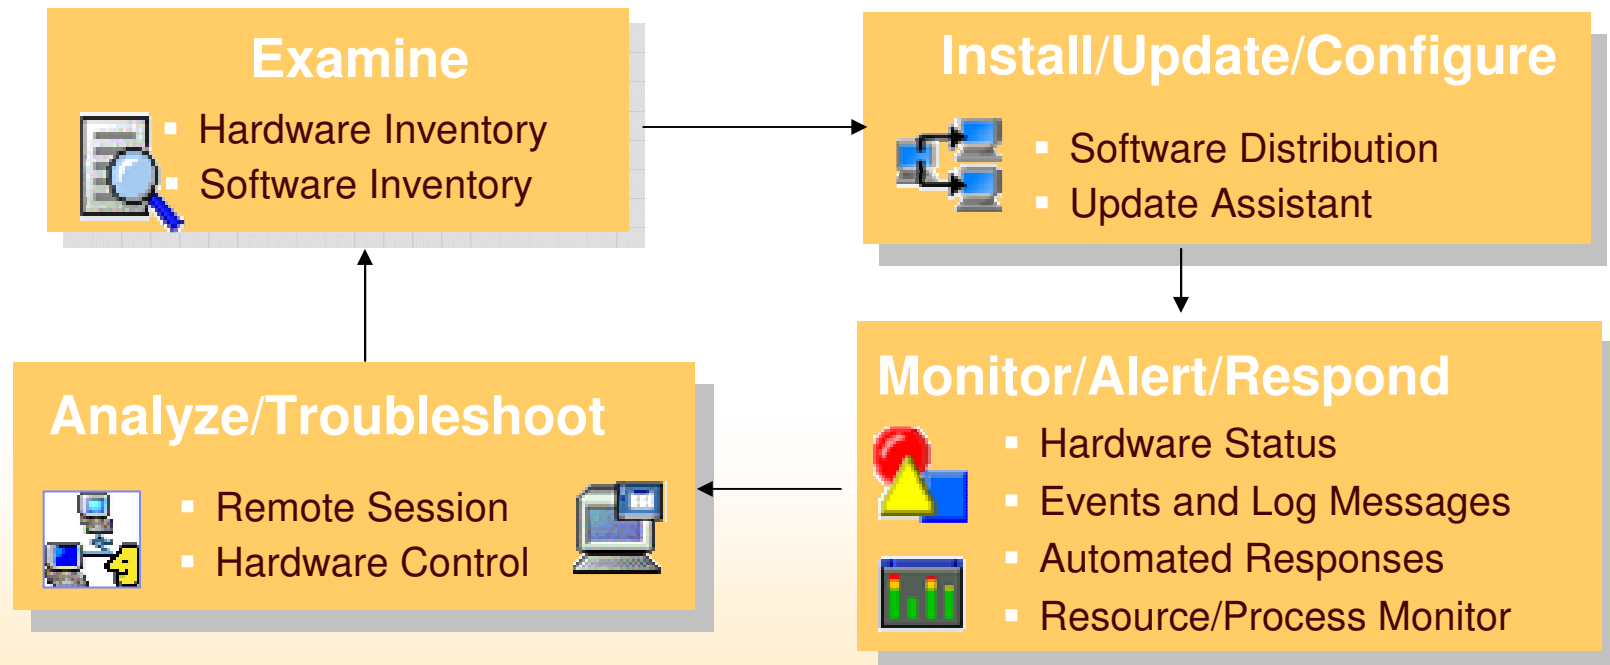 Examine
▪ Hardware Inventory
▪ Software Inventory
Install/Update/Configure
▪ Software Distribution
▪ Update Assistant
Monitor/Alert/Respond
▪ Hardware Status
▪ Events and Log Messages
▪ Automated Responses
▪ Resource/Process Monitor
Analyze/Troubleshoot
▪ Remote Session
▪ Hardware Control